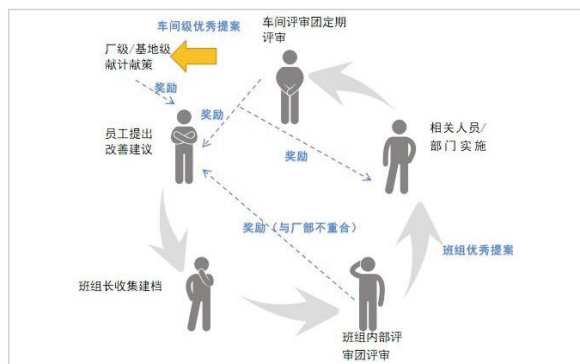 车间级优秀提案
车间评审团定期
评审
厂级/基地级
献计献策
奖励
奖励
员工提出
改善建议
相关人员/
部门实施
奖励
奖励（与厂部不重合）
班组优秀提案
班组长收集建档
班组内部评
审团评审